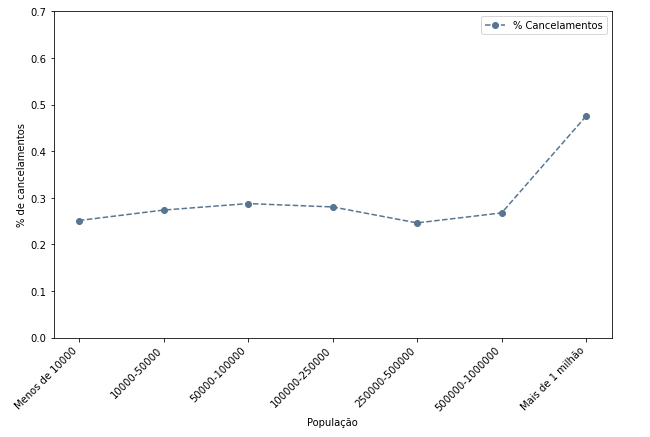 0.7
% Cancelamentos
0.6
0.5
0.4
0.3
0.2
0.1
0.0
% de cancelamentos
Menos de 10000
10000-50000
50000-100000
100000-250000
250000-500000
500000-1000000
Mais de 1 milhão
População